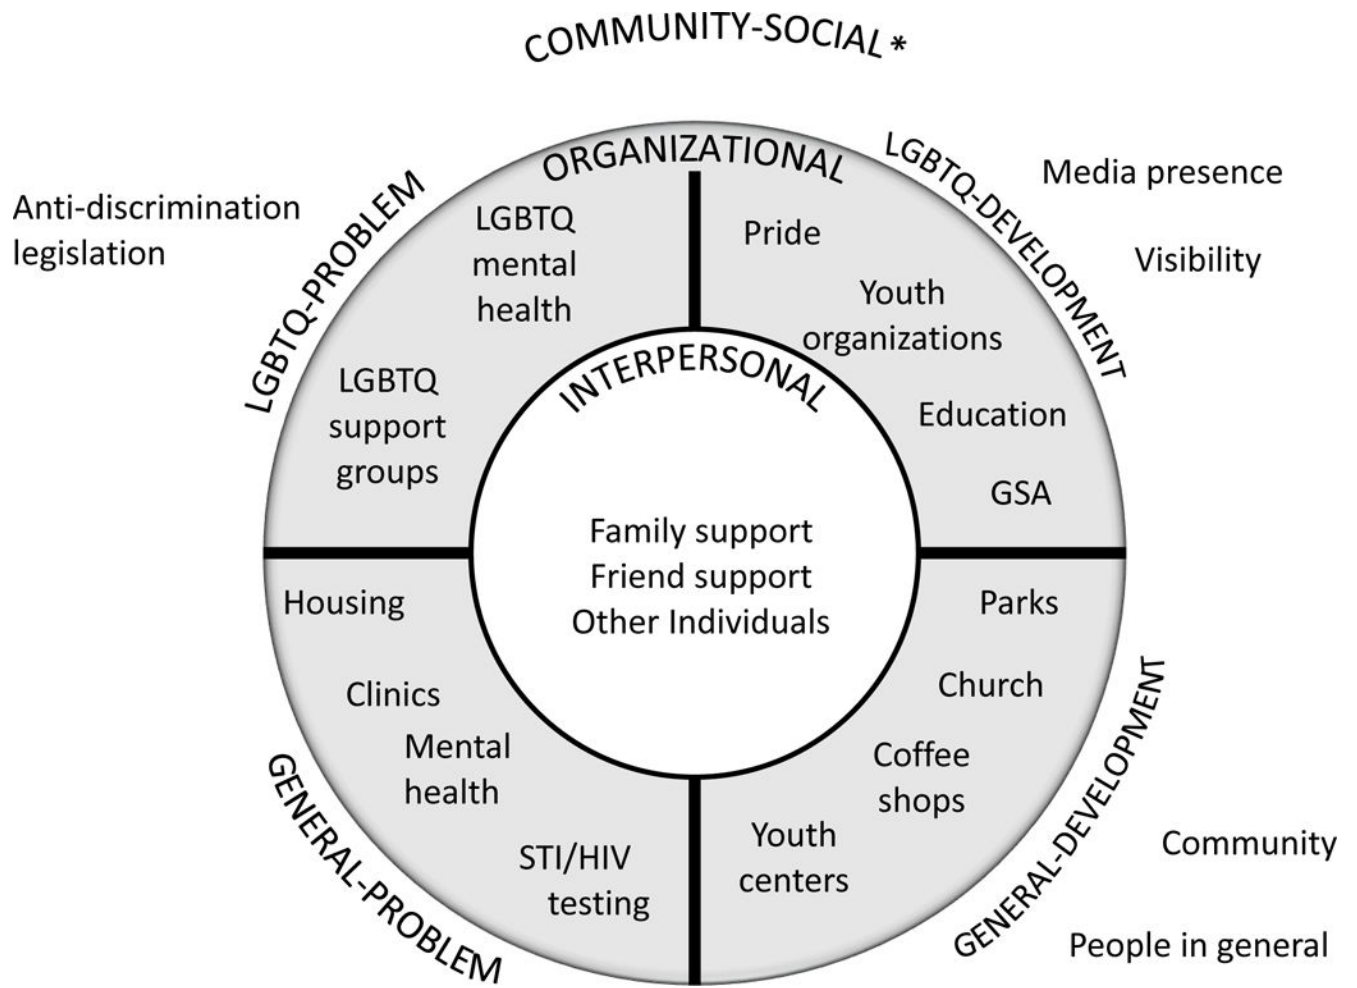 COMMUNITY-SOCIAL*
ORGANIZATIONAL
LGBTQ-PROBLEM
LGBTQ-DEVELOPMENT
Anti-discrimination
legislation
Media presence
Visibility
LGBTQ
mental
health
LGBTQ
support
groups
Pride
Youth
organizations
Education
GSA
INTERPERSONAL
Family support
Friend support
Other Individuals
Housing
Clinics
Mental
health
STI/HIV
testing
Parks
Church
Coffee
shops
Youth
centers
GENERAL-PROBLEM
GENERAL-DEVELOPMENT
Community
People in general